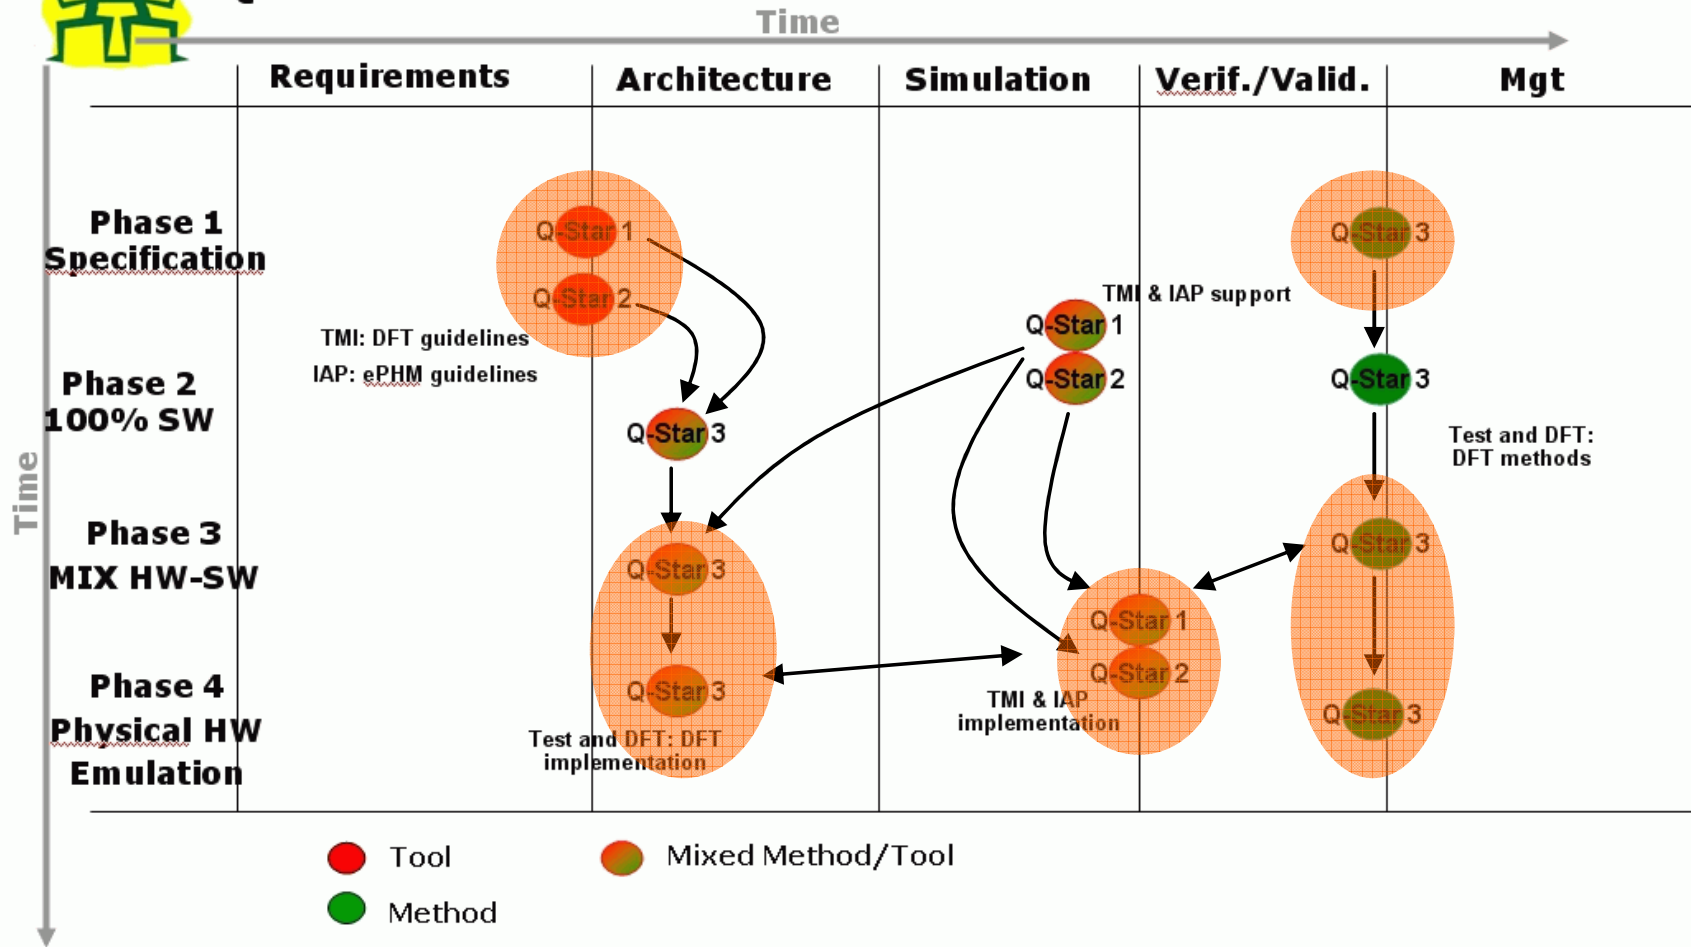 Time
Requirements
Architecture
Simulation
Verif./Valid.
Mgt
Phase 1
Specification
Q-Star 1
Q-Star 2
Q-Star 3
TMI & IAP support
TMI: DFT guidelines
IAP: ePHM guidelines
Phase 2
100% SW
Q-Star 1
Q-Star 2
Q-Star 3
Q-Star 3
Test and DFT:
DFT methods
Time
Phase 3
MIX HW-SW
Q-Star 3
Q-Star 1
Q-Star 2
Q-Star 3
Phase 4
Physical HW
Emulation
Q-Star 3
Q-Star 3
TMI & IAP
implementation
Test and DFT: DFT
implementation
Tool
Mixed Method/Tool
Method